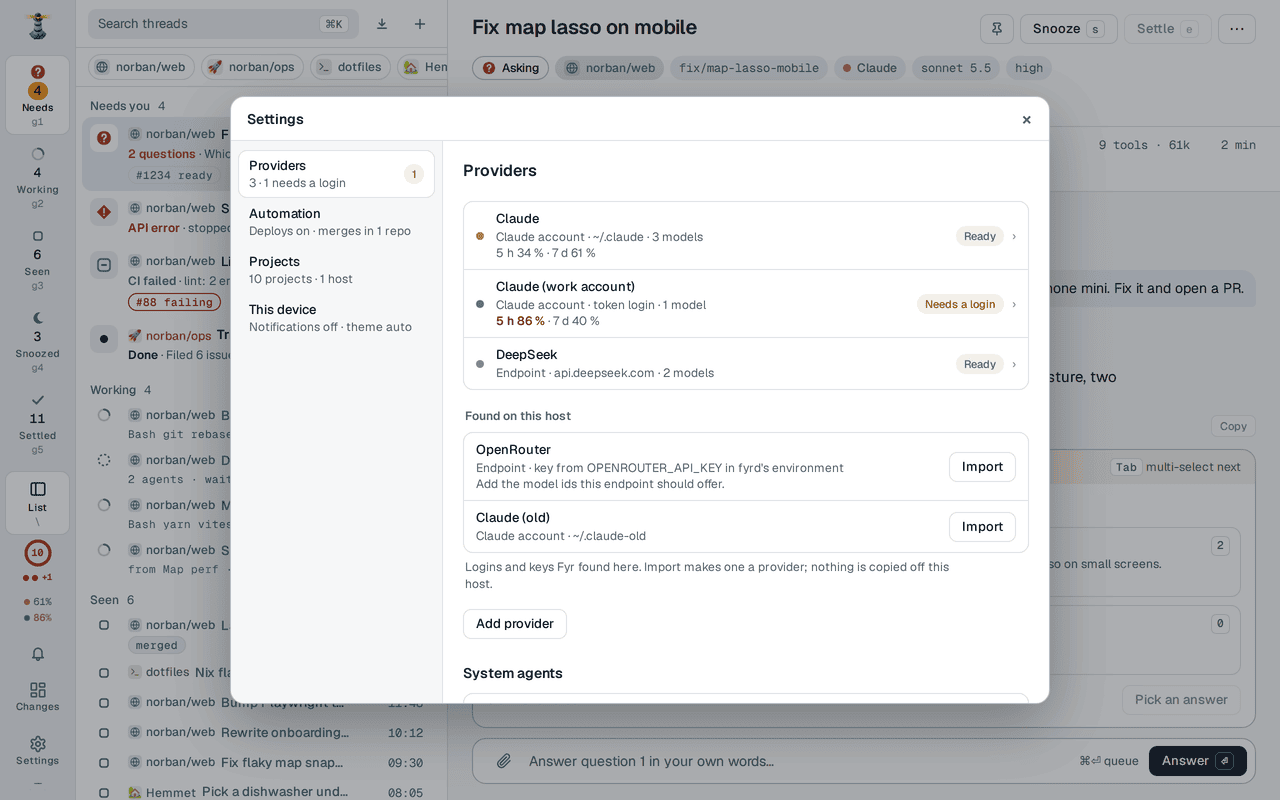 Search threads ⌘K
Fix map lasso on mobile
Snooze s
Settle e
norban/web
norban/ops
dotfiles
Hem
Asking
norban/web
fix/map-lasso-mobile
Claude
sonnet 5.5
high
4
Needs
g1
4
Working
g2
6
Seen
g3
3
Snoozed
g4
11
Settled
g5
List
\
10
+1
61%
86%
Changes
Settings
Needs you 4
norban/web F
2 questions · Whic
#1234 ready
norban/web S
API error · stopped
norban/web Li
CI failed · lint: 2 er
#88 failing
norban/ops Tr
Done · Filed 6 issue
Working 4
norban/web B
Bash git rebase
norban/web D
2 agents · wait
norban/web M
Bash yarn vites
norban/web S
from Map perf ·
Seen 6
norban/web L
merged
dotfiles Nix fla
norban/web Bump Playwright t… 11:48
norban/web Rewrite onboarding… 10:12
norban/web Fix flaky map snap… 09:30
Hemmet Pick a dishwasher und… 08:05
Settings
×
Providers
3 · 1 needs a login
1
Automation
Deploys on · merges in 1 repo
Projects
10 projects · 1 host
This device
Notifications off · theme auto
Providers
Claude
Claude account · ~/.claude · 3 models
5 h 34 % · 7 d 61 %
Ready ›
Claude (work account)
Claude account · token login · 1 model
5 h 86 % · 7 d 40 %
Needs a login ›
DeepSeek
Endpoint · api.deepseek.com · 2 models
Ready ›
Found on this host
OpenRouter
Endpoint · key from OPENROUTER_API_KEY in fyrd's environment
Add the model ids this endpoint should offer.
Import
Claude (old)
Claude account · ~/.claude-old
Import
Logins and keys Fyr found here. Import makes one a provider; nothing is copied off this
host.
Add provider
System agents
9 tools · 61k 2 min
one mini. Fix it and open a PR.
sture, two
Copy
Tab multi-select next
2
so on small screens.
0
Pick an answer
Answer question 1 in your own words…
⌘⏎ queue
Answer ⏎